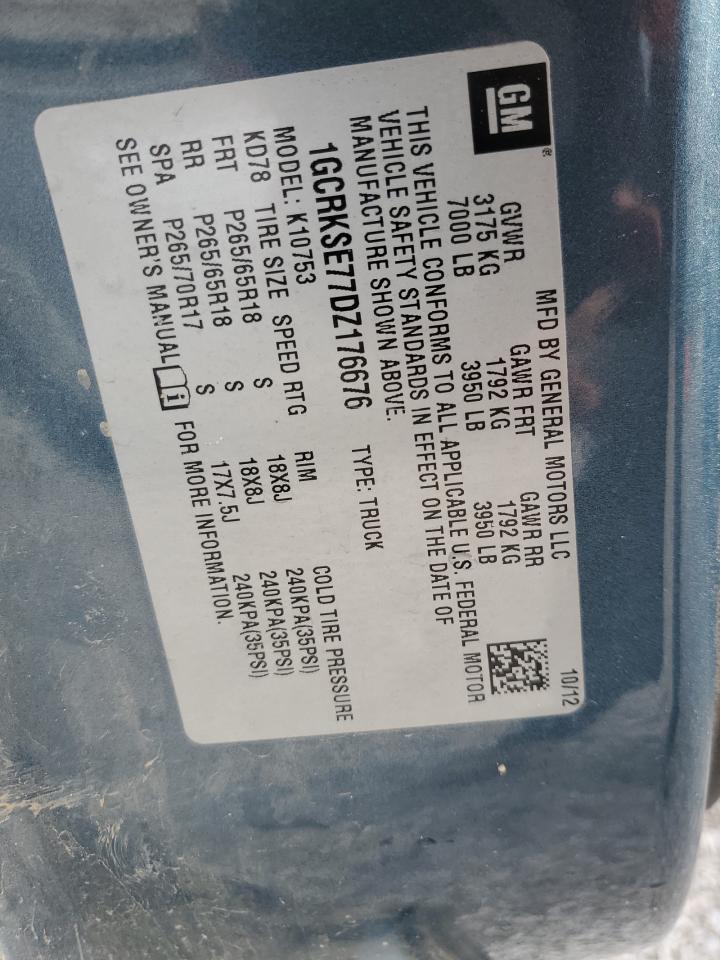 GM
MFD BY GENERAL MOTORS LLC 10/12
GVWR GAWR FRT GAWR RR
3175 KG 1792 KG 1792 KG
7000 LB 3950 LB 3950 LB
THIS VEHICLE CONFORMS TO ALL APPLICABLE U.S. FEDERAL MOTOR
VEHICLE SAFETY STANDARDS IN EFFECT ON THE DATE OF
MANUFACTURE SHOWN ABOVE.
1GCRKSE77DZ176676 TYPE: TRUCK
MODEL: K10753
KD78 TIRE SIZE SPEED RTG RIM COLD TIRE PRESSURE
FRT P265/65R18 S 18X8J 240KPA(35PSI)
RR P265/65R18 S 18X8J 240KPA(35PSI)
SPA P265/70R17 S 17X7.5J 240KPA(35PSI)
SEE OWNER'S MANUAL i FOR MORE INFORMATION.